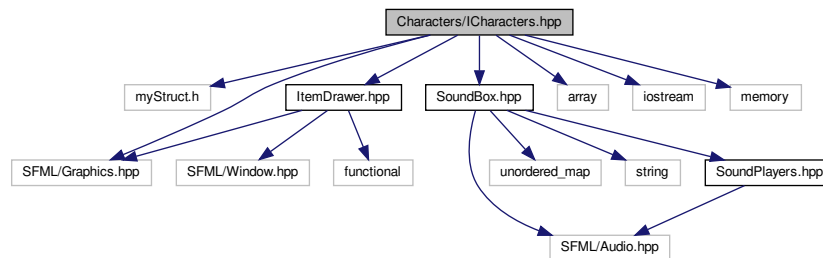 Characters/ICharacters.hpp
myStruct.h
ItemDrawer.hpp
SoundBox.hpp
array
iostream
memory
SFML/Graphics.hpp
SFML/Window.hpp
functional
unordered_map
string
SoundPlayers.hpp
SFML/Audio.hpp